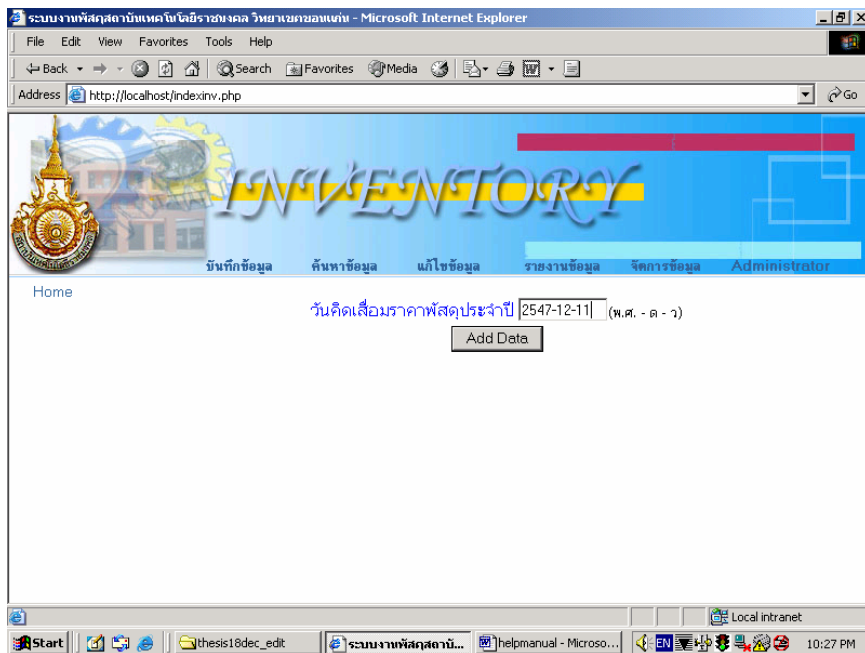 ระบบงานพัสดุสถาบันเทคโนโลยีราชมงคล วิทยาเขตขอนแก่น - Microsoft Internet Explorer
File Edit View Favorites Tools Help
Back Search Favorites Media
Address http://localhost/indexinv.php Go
INVENTORY
บันทึกข้อมูล ค้นหาข้อมูล แก้ไขข้อมูล รายงานข้อมูล จัดการข้อมูล Administrator
Home
วันคิดเสื่อมราคาพัสดุประจำปี 2547-12-11 (พ.ศ. - ด - ว)
Add Data
Local intranet
Start thesis18dec_edit ระบบงานพัสดุสถาบั... helpmanual - Microso... EN 10:27 PM